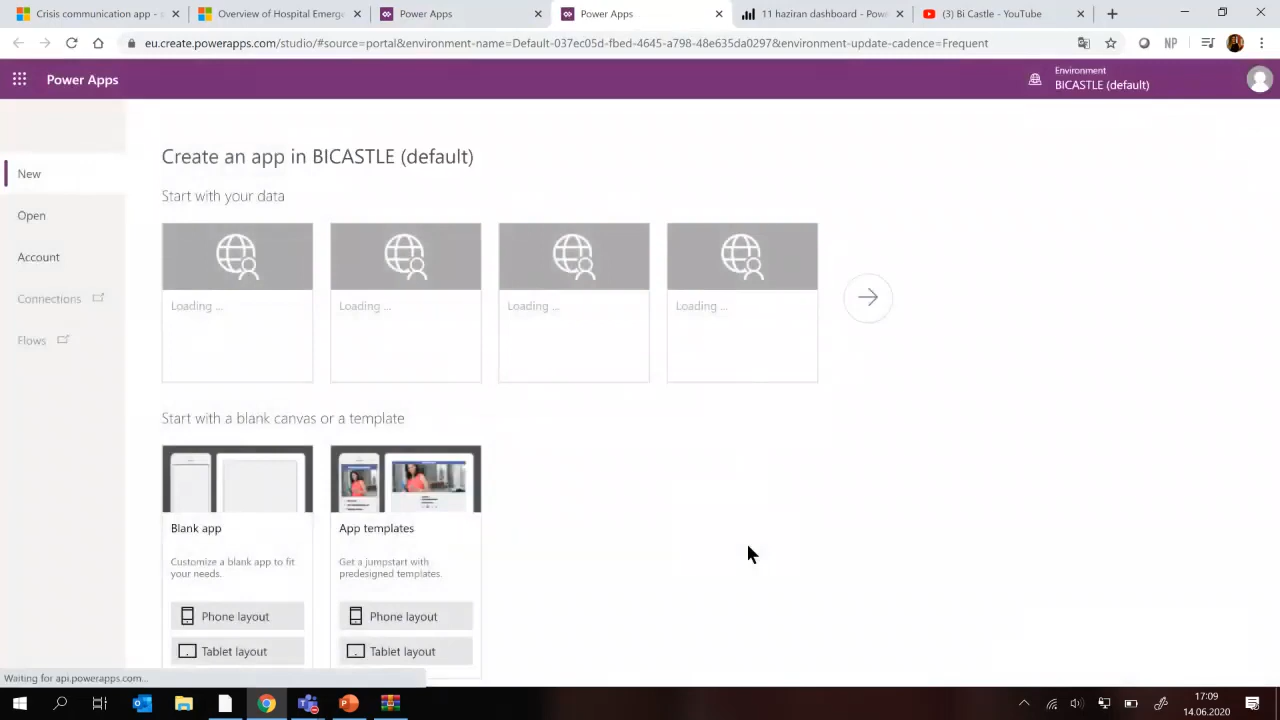 Crisis communication app - s
Overview of Hospital Emerge
Power Apps
Power Apps
11 haziran dashboard - Powe
(3) Bi Castle - YouTube
eu.create.powerapps.com/studio/#source=portal&environment-name=Default-037ec05d-fbed-4645-a798-48e635da0297&environment-update-cadence=Frequent
NP
Power Apps
Environment
BICASTLE (default)
New
Open
Account
Connections
Flows
Create an app in BICASTLE (default)
Start with your data
Loading ...
Loading ...
Loading ...
Loading ...
Start with a blank canvas or a template
Blank app
Customize a blank app to fit
your needs.
Phone layout
Tablet layout
App templates
Get a jumpstart with
predesigned templates.
Phone layout
Tablet layout
Waiting for api.powerapps.com...
17:09
14.06.2020